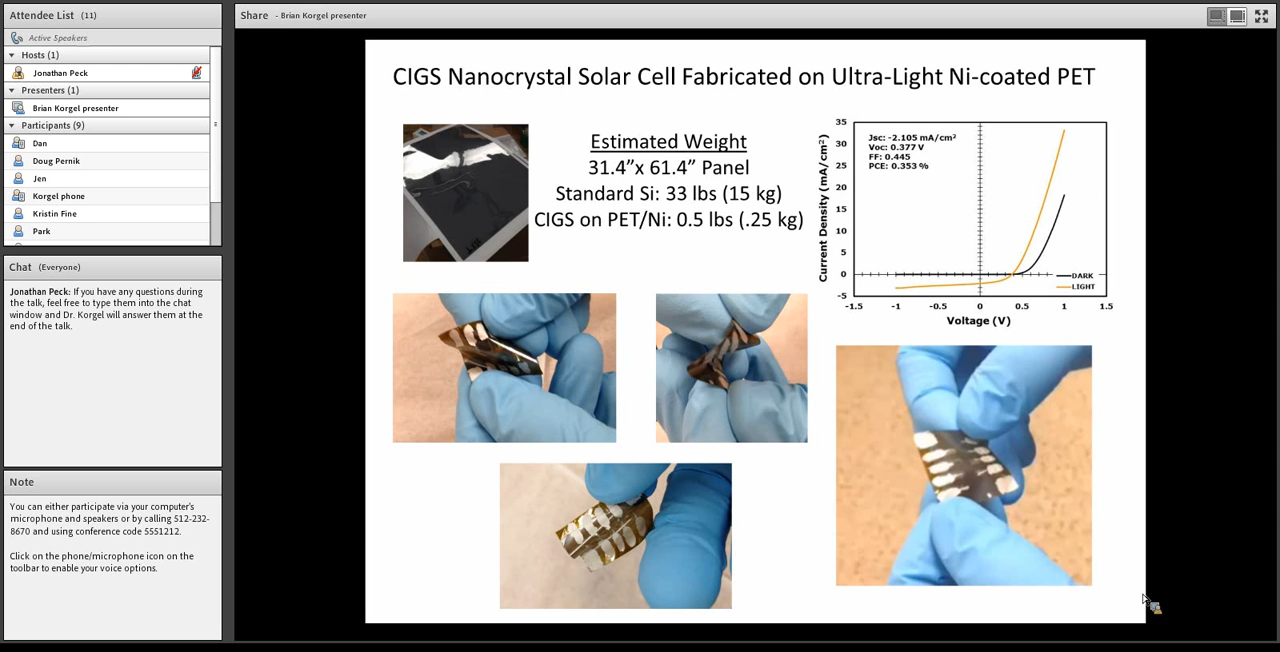 Attendee List (11)
Active Speakers
Hosts (1)
Jonathan Peck
Presenters (1)
Brian Korgel presenter
Participants (9)
Dan
Doug Pernik
Jen
Korgel phone
Kristin Fine
Park
Chat (Everyone)
Jonathan Peck: If you have any questions during
the talk, feel free to type them into the chat
window and Dr. Korgel will answer them at the
end of the talk.
Note
You can either participate via your computer's
microphone and speakers or by calling 512-232-
8670 and using conference code 5551212.
Click on the phone/microphone icon on the
toolbar to enable your voice options.
Share - Brian Korgel presenter
CIGS Nanocrystal Solar Cell Fabricated on Ultra-Light Ni-coated PET
Estimated Weight
31.4”x 61.4” Panel
Standard Si: 33 lbs (15 kg)
CIGS on PET/Ni: 0.5 lbs (.25 kg)
Current Density (mA/cm²)
35
30
25
20
15
10
5
0
-5
Jsc: -2.105 mA/cm²
Voc: 0.377 V
FF: 0.445
PCE: 0.353 %
DARK
LIGHT
-1.5 -1 -0.5 0 0.5 1 1.5
Voltage (V)